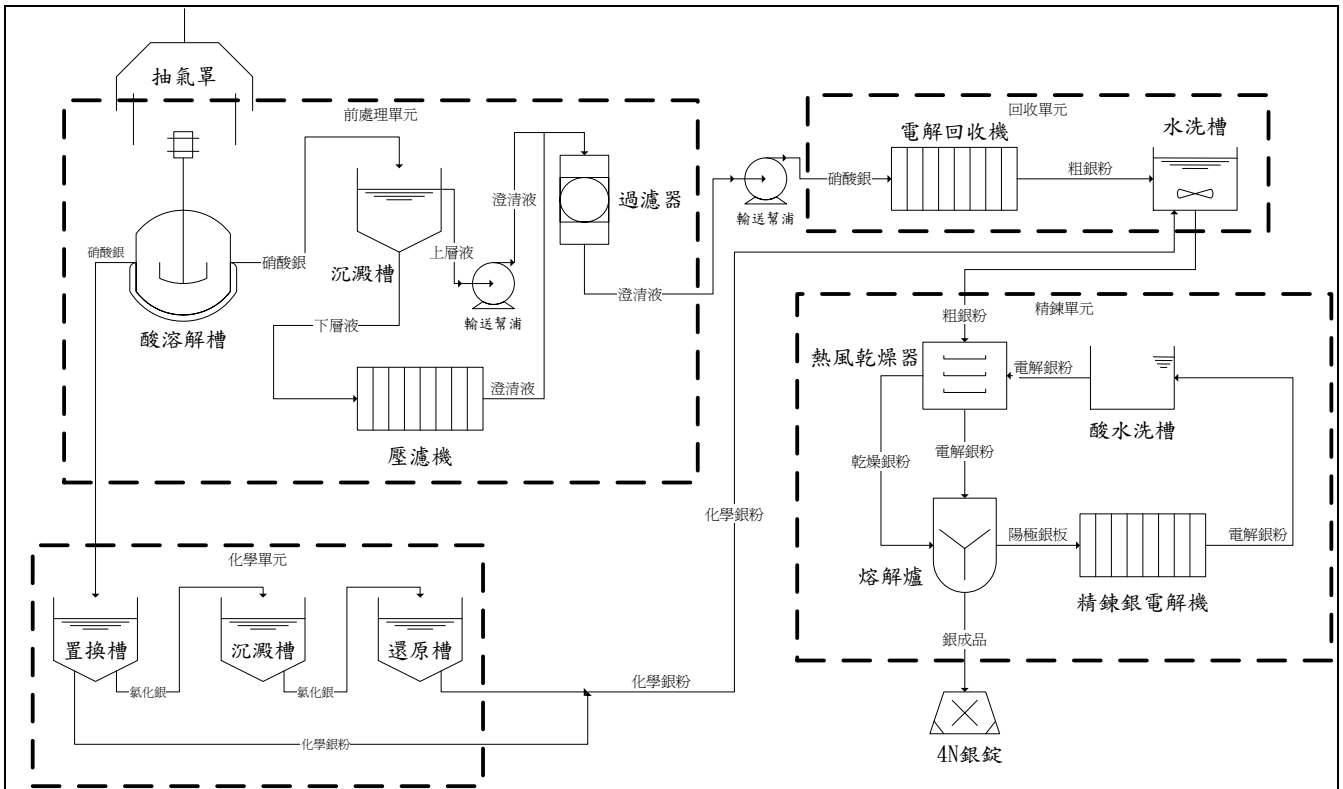 抽氣罩
前處理單元
硝酸銀
硝酸銀
酸溶解槽
沉澱槽
上層液
下層液
澄清液
輸送幫浦
過濾器
澄清液
壓濾機
澄清液
輸送幫浦
回收單元
硝酸銀
電解回收機
粗銀粉
水洗槽
精鍊單元
粗銀粉
熱風乾燥器
電解銀粉
酸水洗槽
乾燥銀粉
電解銀粉
熔解爐
陽極銀板
精鍊銀電解機
電解銀粉
銀成品
4N銀錠
化學單元
置換槽
氯化銀
沉澱槽
氯化銀
還原槽
化學銀粉
化學銀粉
化學銀粉